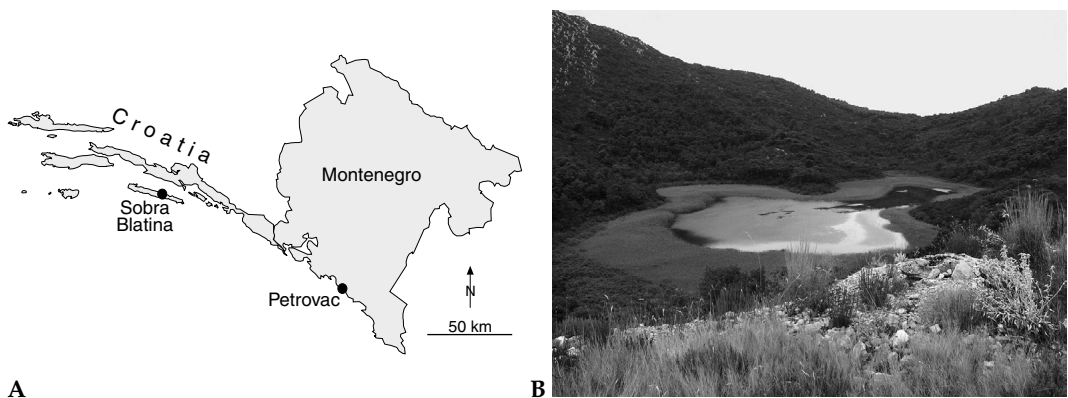 Croatia
Montenegro
Sobra
Blatina
Petrovac
N
50 km
A
B